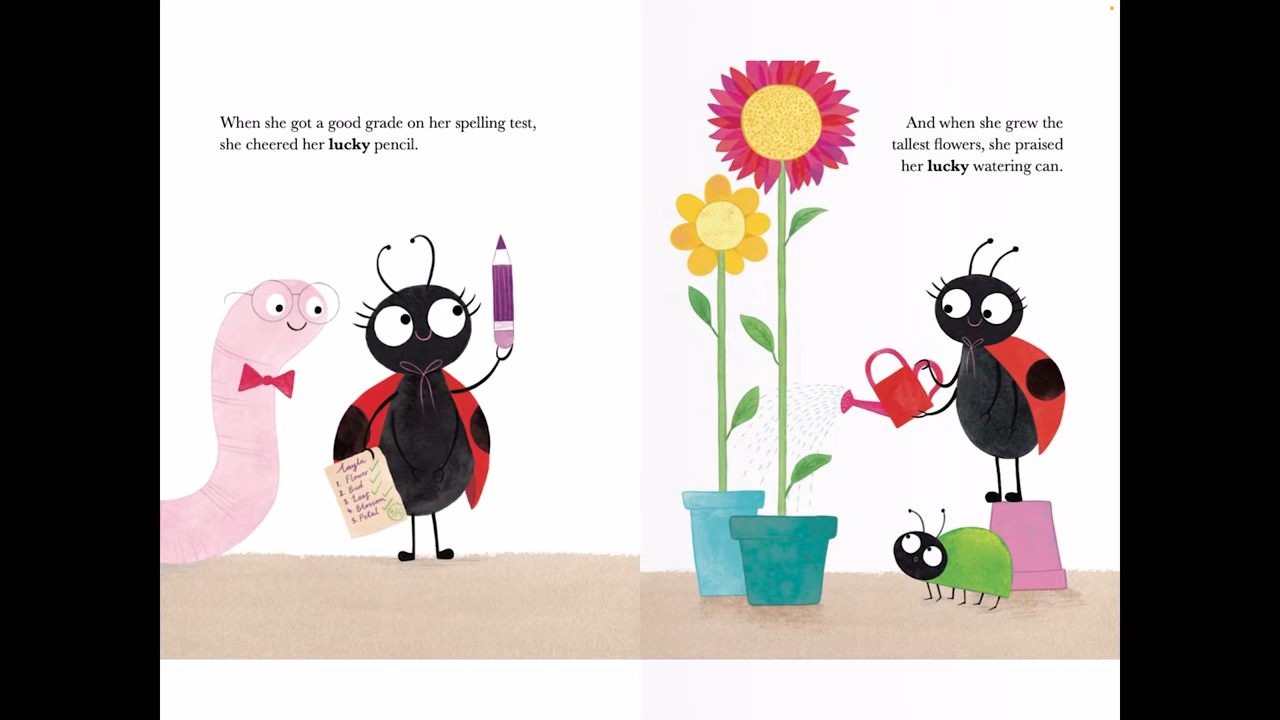 When she got a good grade on her spelling test,
she cheered her lucky pencil.
Layla
1. Flower
2. Bud
3. Leaf
4. Blossom
5. Petal
5/5
And when she grew the
tallest flowers, she praised
her lucky watering can.